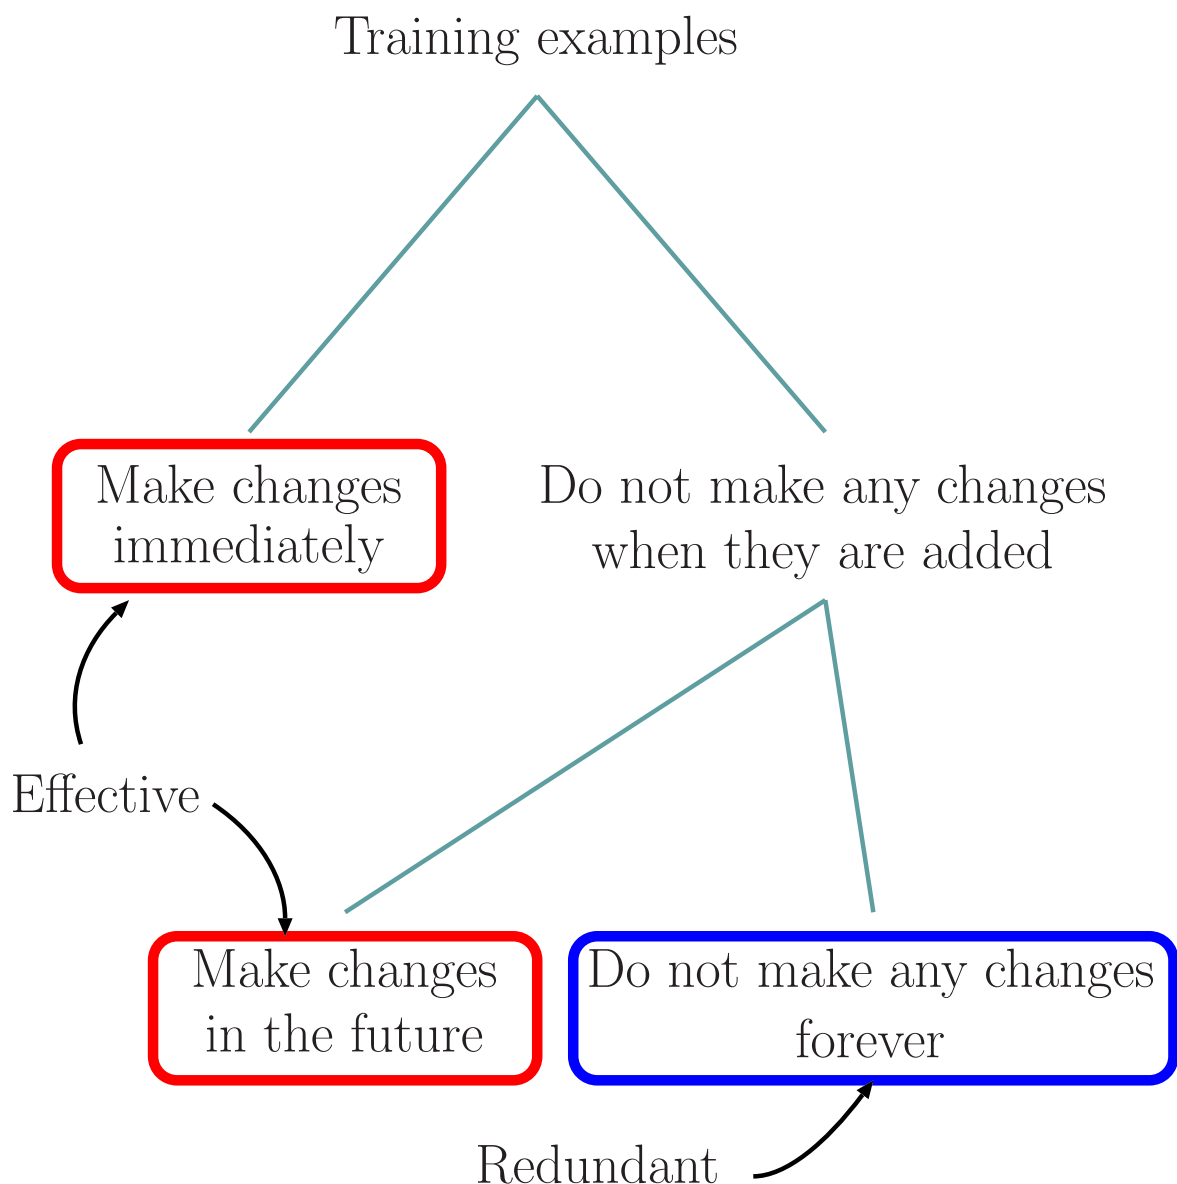 Training examples
Make changes
immediately
Do not make any changes
when they are added
Effective
Make changes
in the future
Do not make any changes
forever
Redundant